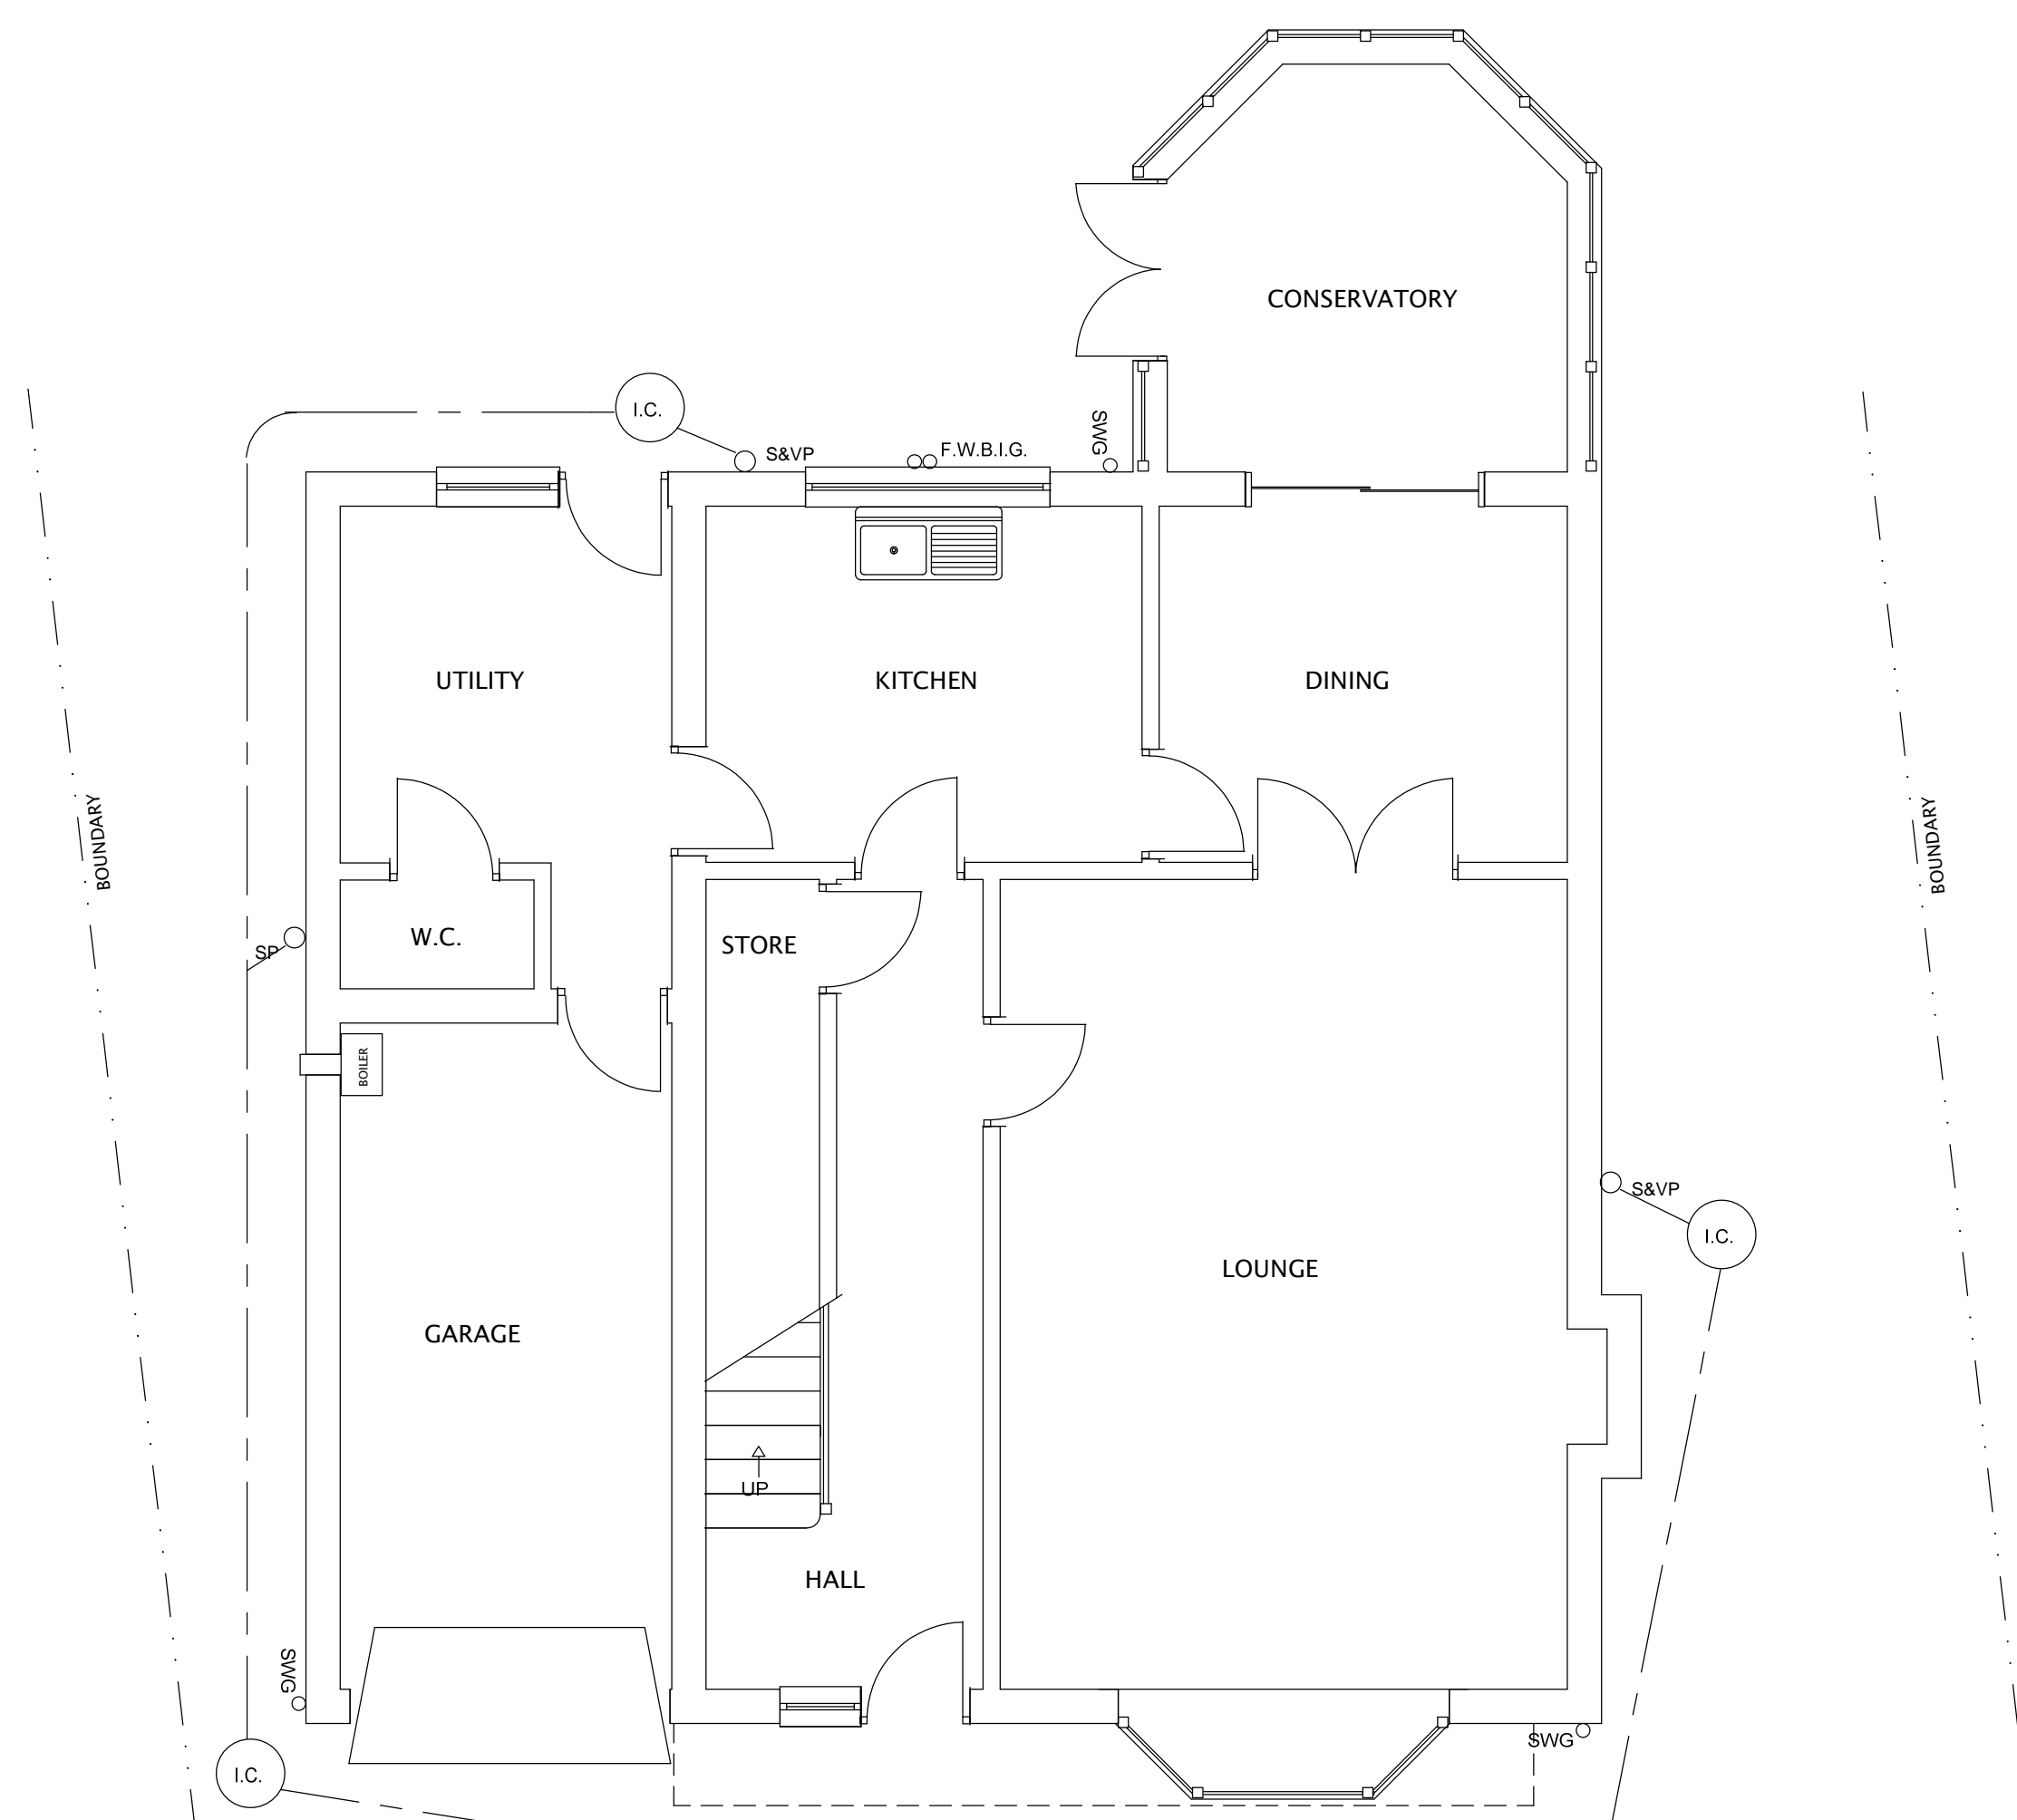 CONSERVATORY
I.C.
S&VP
F.W.B.I.G.
SWG
UTILITY
KITCHEN
DINING
BOUNDARY
BOUNDARY
SP
W.C.
STORE
BOILER
S&VP
I.C.
LOUNGE
GARAGE
UP
HALL
SWG
SWG
I.C.